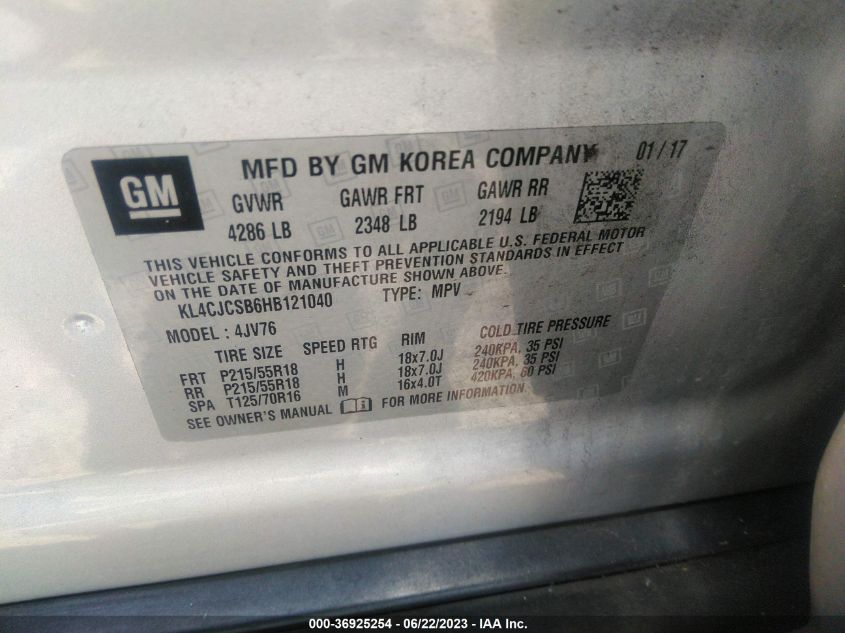 GM
MFD BY GM KOREA COMPANY 01 / 17
GVWR GAWR FRT GAWR RR
4286 LB 2348 LB 2194 LB
THIS VEHICLE CONFORMS TO ALL APPLICABLE U.S. FEDERAL MOTOR
VEHICLE SAFETY AND THEFT PREVENTION STANDARDS IN EFFECT
ON THE DATE OF MANUFACTURE SHOWN ABOVE.
KL4CJCSB6HB121040 TYPE: MPV
MODEL : 4JV76
TIRE SIZE SPEED RTG RIM COLD TIRE PRESSURE
FRT P215/55R18 H 18x7.0J 240KPA, 35 PSI
RR P215/55R18 H 18x7.0J 240KPA, 35 PSI
SPA T125/70R16 M 16x4.0T 420KPA, 60 PSI
SEE OWNER'S MANUAL FOR MORE INFORMATION.
000-36925254 - 06/22/2023 - IAA Inc.